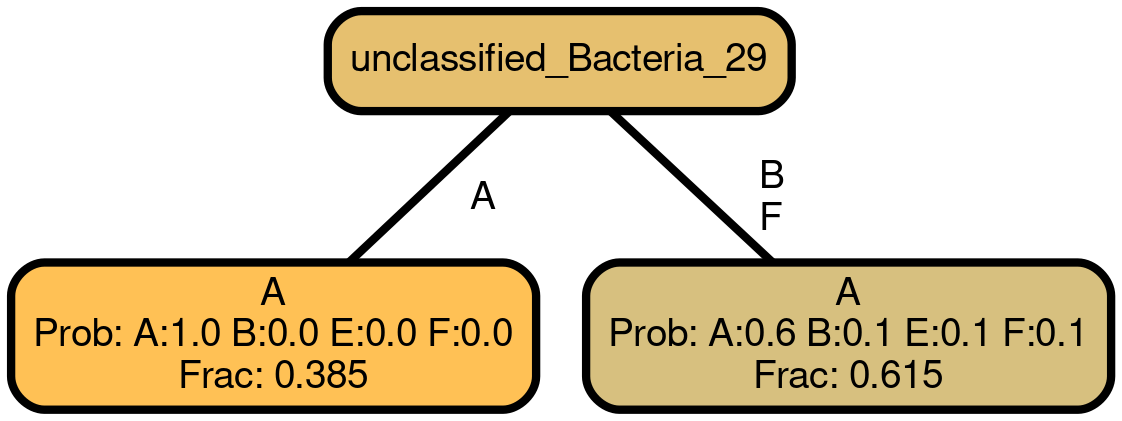 unclassified_Bacteria_29
A
B
F
A
Prob: A:1.0 B:0.0 E:0.0 F:0.0
Frac: 0.385
A
Prob: A:0.6 B:0.1 E:0.1 F:0.1
Frac: 0.615